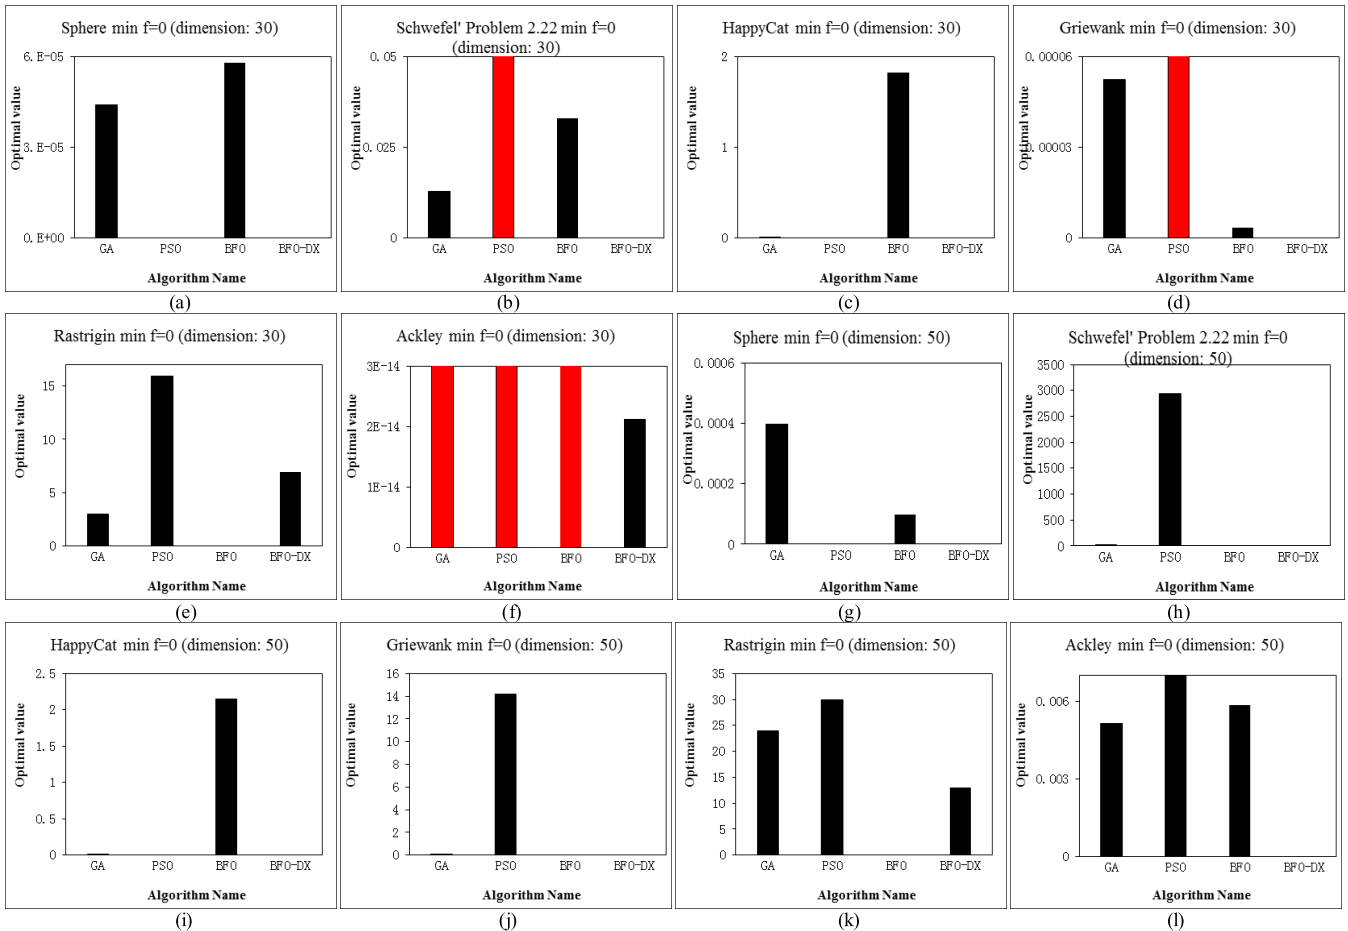 Sphere min f=0 (dimension: 30)
Optimal value
6.E-05
3.E-05
0.E+00
GA PSO BFO BFO-DX
Algorithm Name
(a)
Schwefel' Problem 2.22 min f=0
(dimension: 30)
Optimal value
0.05
0.025
0
GA PSO BFO BFO-DX
Algorithm Name
(b)
HappyCat min f=0 (dimension: 30)
Optimal value
2
1
0
GA PSO BFO BFO-DX
Algorithm Name
(c)
Griewank min f=0 (dimension: 30)
Optimal value
0.00006
0.00003
0
GA PSO BFO BFO-DX
Algorithm Name
(d)
Rastrigin min f=0 (dimension: 30)
Optimal value
15
10
5
0
GA PSO BFO BFO-DX
Algorithm Name
(e)
Ackley min f=0 (dimension: 30)
Optimal value
3E-14
2E-14
1E-14
0
GA PSO BFO BFO-DX
Algorithm Name
(f)
Sphere min f=0 (dimension: 50)
Optimal value
0.0006
0.0004
0.0002
0
GA PSO BFO BFO-DX
Algorithm Name
(g)
Schwefel' Problem 2.22 min f=0
(dimension: 50)
Optimal value
3500
3000
2500
2000
1500
1000
500
0
GA PSO BFO BFO-DX
Algorithm Name
(h)
HappyCat min f=0 (dimension: 50)
Optimal value
2.5
2
1.5
1
0.5
0
GA PSO BFO BFO-DX
Algorithm Name
(i)
Griewank min f=0 (dimension: 50)
Optimal value
16
14
12
10
8
6
4
2
0
GA PSO BFO BFO-DX
Algorithm Name
(j)
Rastrigin min f=0 (dimension: 50)
Optimal value
35
30
25
20
15
10
5
0
GA PSO BFO BFO-DX
Algorithm Name
(k)
Ackley min f=0 (dimension: 50)
Optimal value
0.006
0.003
0
GA PSO BFO BFO-DX
Algorithm Name
(l)